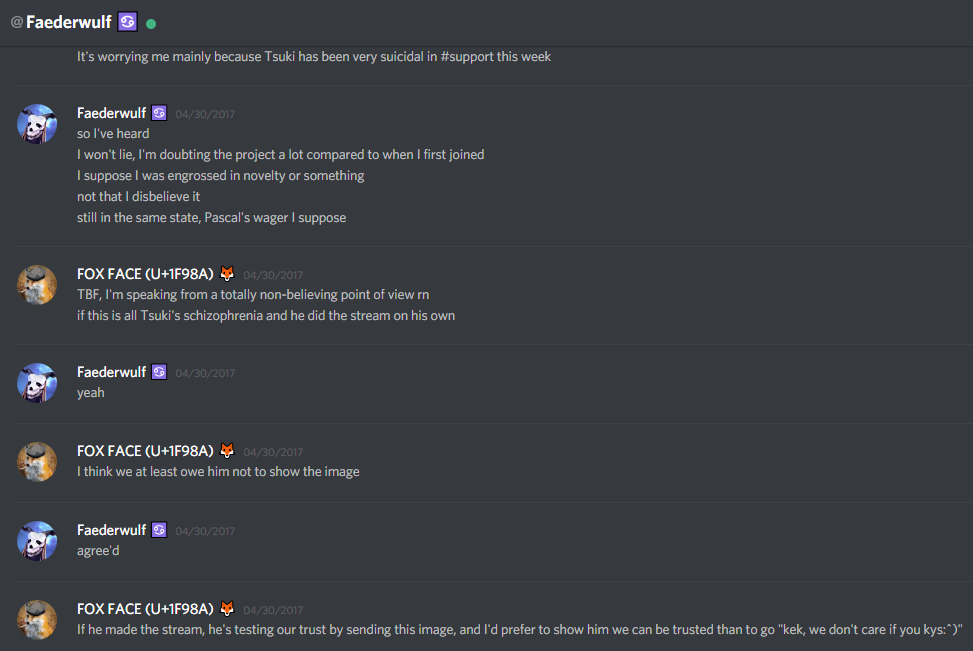 @Faederwulf ♋
It's worrying me mainly because Tsuki has been very suicidal in #support this week
Faederwulf ♋ 04/30/2017
so I've heard
I won't lie, I'm doubting the project a lot compared to when I first joined
I suppose I was engrossed in novelty or something
not that I disbelieve it
still in the same state, Pascal's wager I suppose
FOX FACE (U+1F98A) 🦊 04/30/2017
TBF, I'm speaking from a totally non-believing point of view rn
if this is all Tsuki's schizophrenia and he did the stream on his own
Faederwulf ♋ 04/30/2017
yeah
FOX FACE (U+1F98A) 🦊 04/30/2017
I think we at least owe him not to show the image
Faederwulf ♋ 04/30/2017
agree'd
FOX FACE (U+1F98A) 🦊 04/30/2017
If he made the stream, he's testing our trust by sending this image, and I'd prefer to show him we can be trusted than to go "kek, we don't care if you kys:^)"